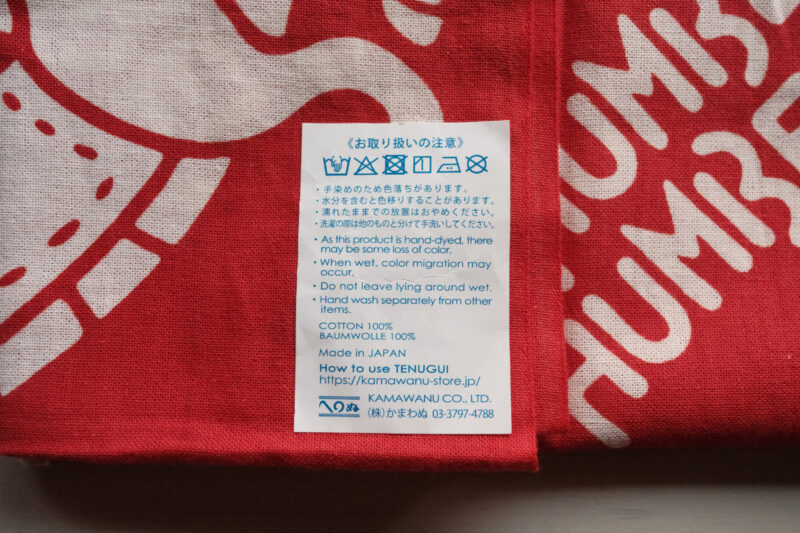 《お取り扱いの注意》
・手染めのため色落ちがあります。
・水分を含むと色移りすることがあります。
・濡れたままでの放置はおやめください。
・洗濯の際は他のものと分けて手洗いしてください。
・As this product is hand-dyed, there
may be some loss of color.
・When wet, color migration may
occur.
・Do not leave lying around wet.
・Hand wash separately from other
items.
COTTON 100%
BAUMWOLLE 100%
Made in JAPAN
How to use TENUGUI
https://kamawanu-store.jp/
KAMAWANU CO., LTD.
(株)かまわぬ 03-3797-4788